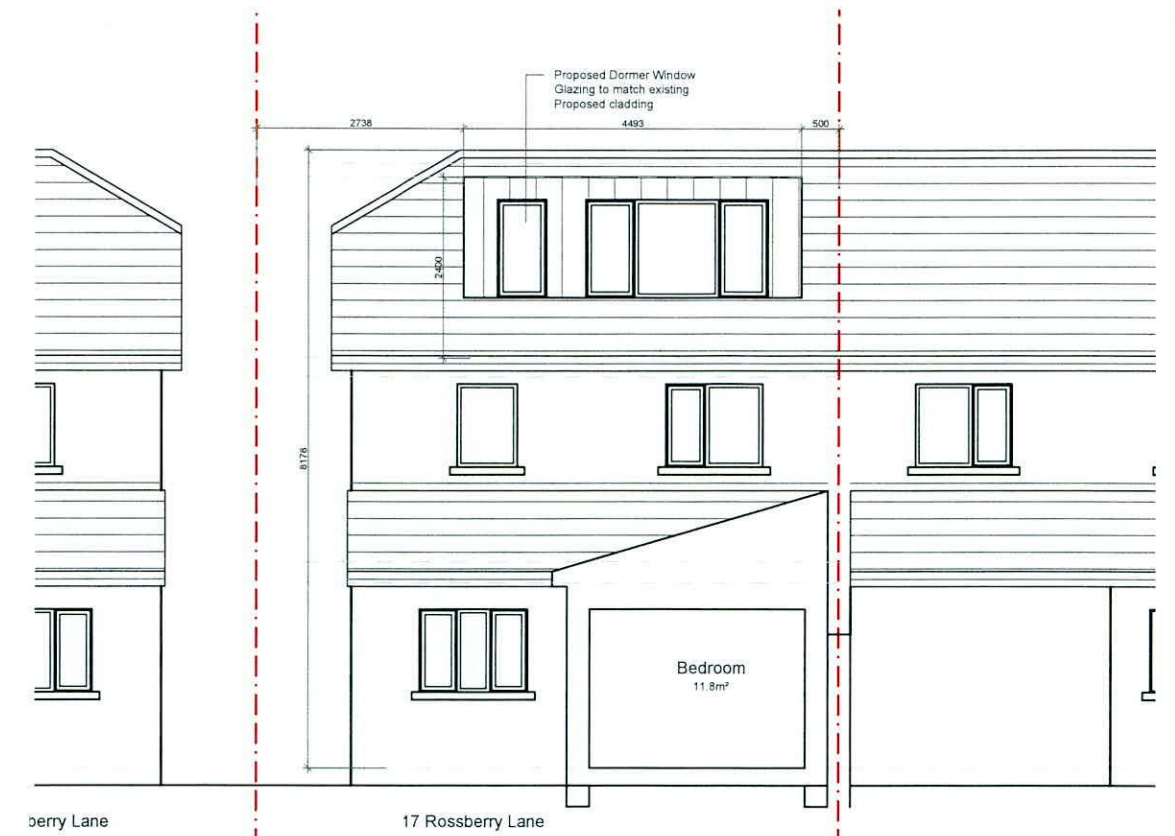 Proposed Dormer Window
Glazing to match existing
Proposed cladding
2738
4493
500
2400
8178
Bedroom
11.8m²
berry Lane
17 Rossberry Lane